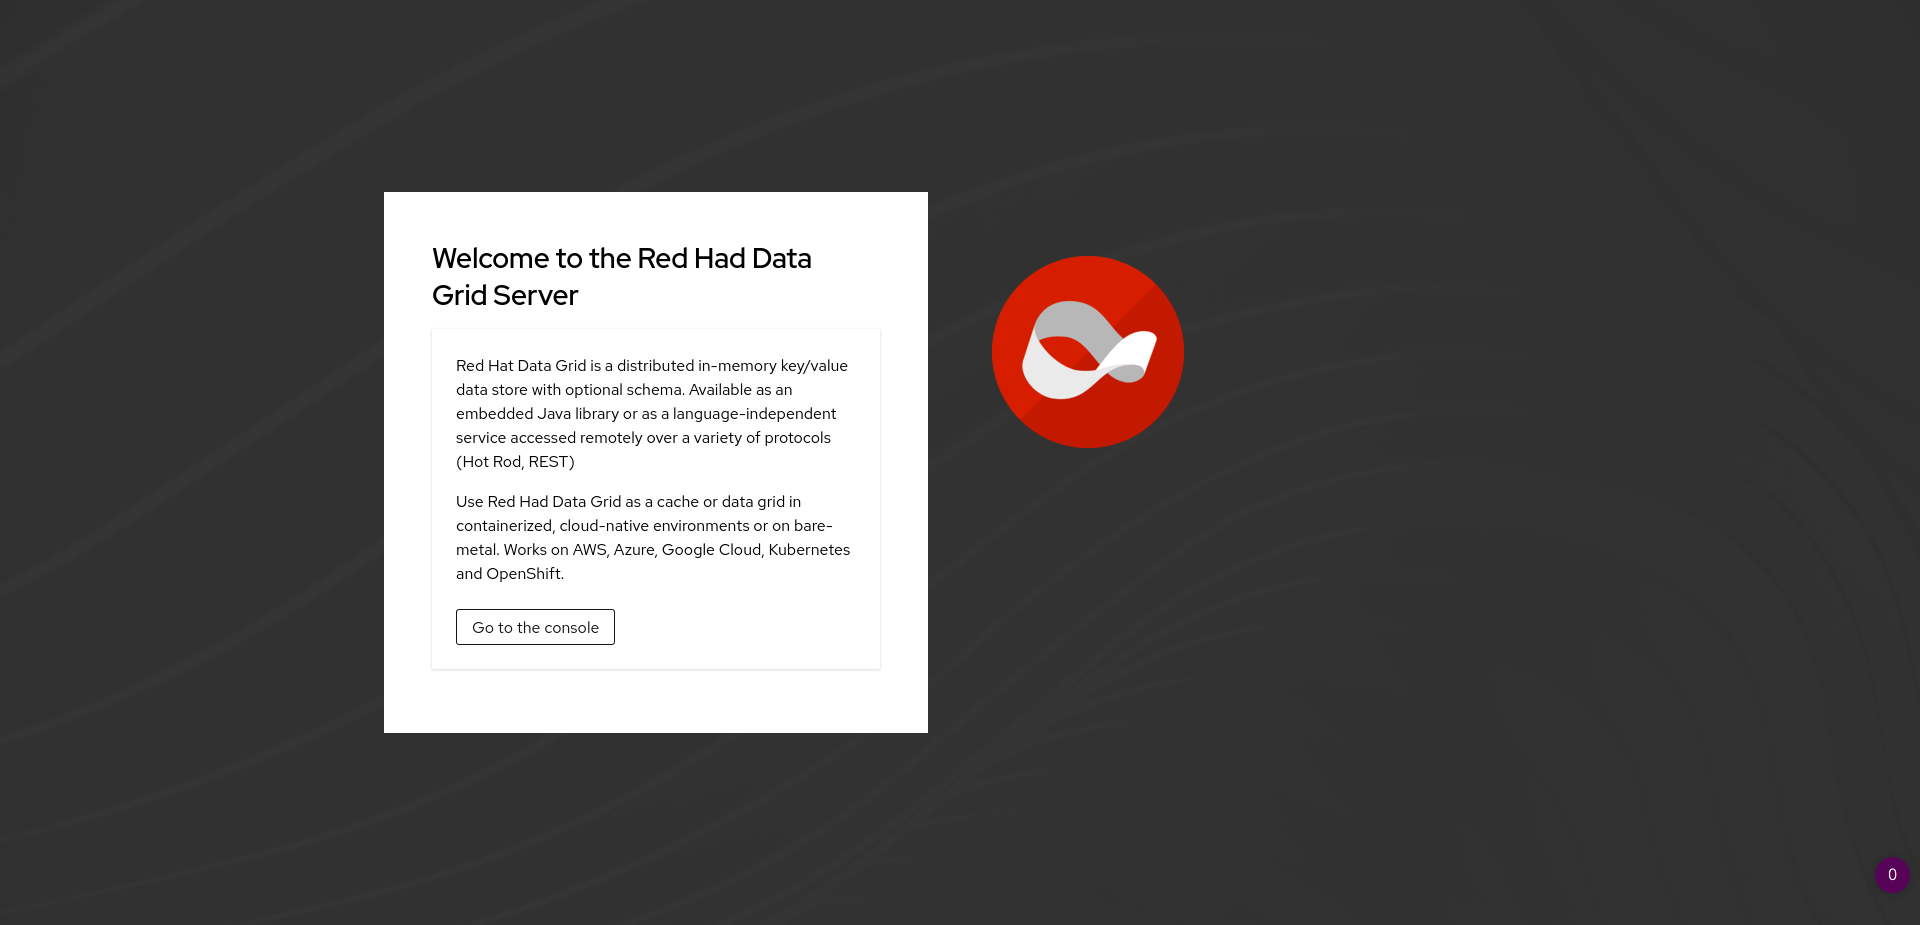 Welcome to the Red Had Data
Grid Server
Red Hat Data Grid is a distributed in-memory key/value
data store with optional schema. Available as an
embedded Java library or as a language-independent
service accessed remotely over a variety of protocols
(Hot Rod, REST)
Use Red Had Data Grid as a cache or data grid in
containerized, cloud-native environments or on bare-
metal. Works on AWS, Azure, Google Cloud, Kubernetes
and OpenShift.
Go to the console
0